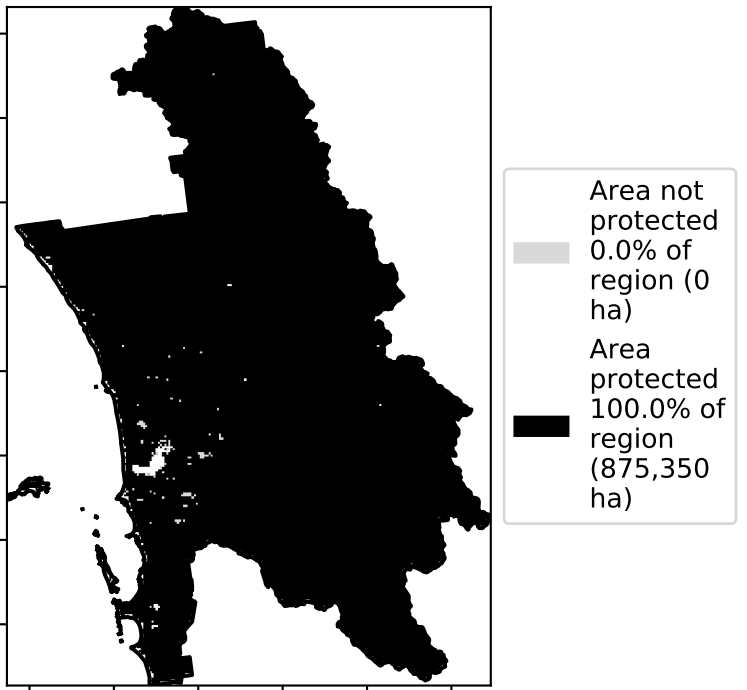 Area not
protected
0.0% of
region (0
ha)
Area
protected
100.0% of
region
(875,350
ha)